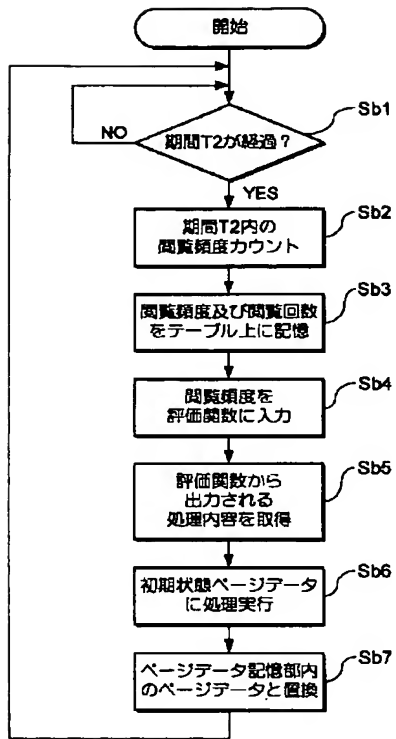 開始
Sb1
NO
期間T2が経過？
YES
Sb2
期間T2内の
閲覧頻度カウント
Sb3
閲覧頻度及び閲覧回数
をテーブル上に記憶
Sb4
閲覧頻度を
評価関数に入力
Sb5
評価関数から
出力される
処理内容を取得
Sb6
初期状態ページデータ
に処理実行
Sb7
ページデータ記憶部内
のページデータと置換